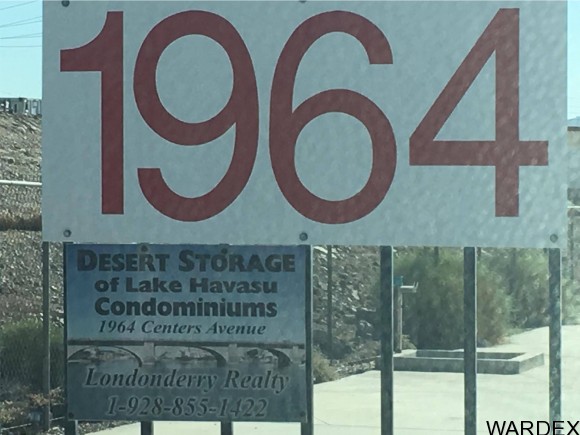 1964
DESERT STORAGE
of Lake Havasu
Condominiums
1964 Centers Avenue
Londonderry Realty
1-928-855-1422
WARDEX